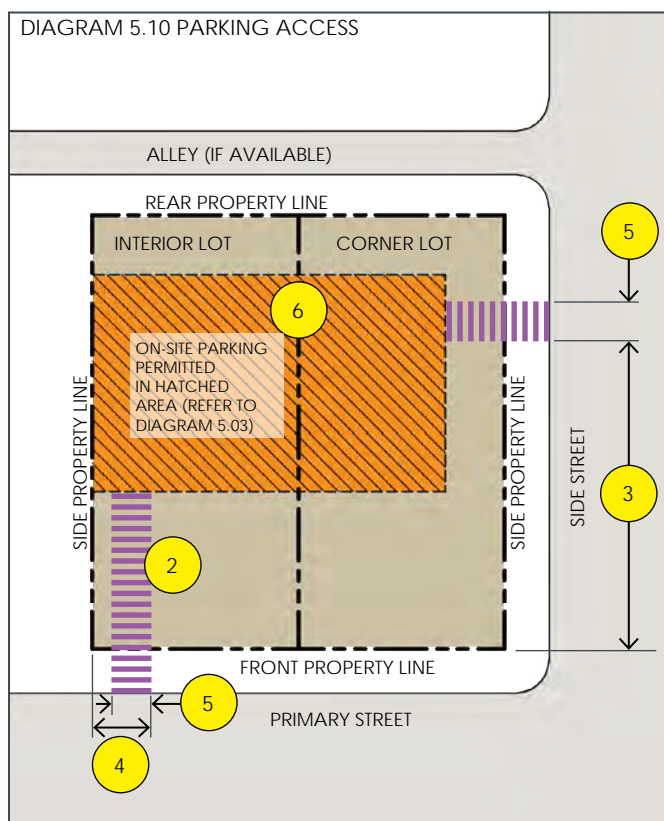 DIAGRAM 5.10 PARKING ACCESS
ALLEY (IF AVAILABLE)
REAR PROPERTY LINE
INTERIOR LOT
CORNER LOT
5
6
ON-SITE PARKING
PERMITTED
IN HATCHED
AREA (REFER TO
DIAGRAM 5.03)
SIDE PROPERTY LINE
SIDE PROPERTY LINE
SIDE STREET
3
2
FRONT PROPERTY LINE
5
PRIMARY STREET
4